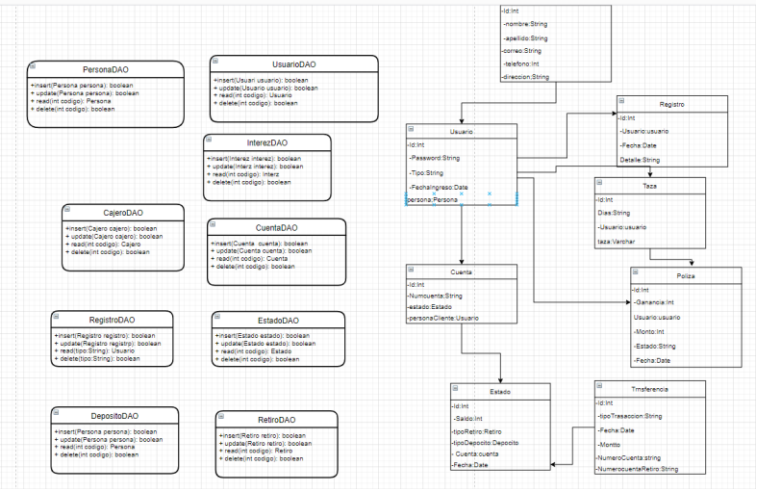 PersonaDAO
+insert(Persona persona): boolean
+ update(Persona persona): boolean
+ read(int codigo): Persona
+ delete(int codigo): boolean
UsuarioDAO
+insert(Usuari usuario): boolean
+ update(Usuario usuario): boolean
+ read(int codigo): Usuario
+ delete(int codigo): boolean
InterezDAO
+insert(Interez interez): boolean
+ update(Interz interez): boolean
+ read(int codigo): Interz
+ delete(int codigo): boolean
CajeroDAO
+insert(Cajero cajero): boolean
+ update(Cajero cajero): boolean
+ read(int codigo): Cajero
+ delete(int codigo): boolean
CuentaDAO
+insert(Cuenta cuenta): boolean
+ update(Cuenta cuenta): boolean
+ read(int codigo): Cuenta
+ delete(int codigo): boolean
RegistroDAO
+insert(Registro registro): boolean
+ update(Registro registrp): boolean
+ read(tipo:String): Usuario
+ delete(tipo:String): boolean
EstadoDAO
+insert(Estado estado): boolean
+ update(Estado estado): boolean
+ read(int codigo): Estado
+ delete(int codigo): boolean
DepositoDAO
+insert(Persona persona): boolean
+ update(Persona persona): boolean
+ read(int codigo): Persona
+ delete(int codigo): boolean
RetiroDAO
+insert(Retiro retiro): boolean
+ update(Retiro retiro): boolean
+ read(int codigo): Retiro
+ delete(int codigo): boolean
-Id:Int
-nombre:String
-apellido:String
-correo:String
-telefono:Int
-direccion:String
Usuario
-Id:Int
-Password:String
-Tipo:String
-FechaIngreso:Date
persona:Persona
Registro
-Id:Int
-Usuario:usuario
-Fecha:Date
Detalle:String
Taza
-Id:Int
Dias:String
-Usuario:usuario
taza:Varchar
Cuenta
-Id:Int
-Numcuente:String
-estado:Estado
-personaCliente:Usuario
Poliza
-Id:Int
-Ganancia:Int
Usuario:usuario
-Monto:Int
-Estado:String
-Fecha:Date
Estado
-Id:Int
-Saldo:Int
-tipoRetiro:Retiro
-tipoDeposito:Deposito
- Cuenta:cuenta
-Fecha:Date
Trnsferencia
-Id:Int
-tipoTrasaccion:String
-Fecha:Date
-Montto
-NumeroCuenta:string
-NumerocuentaRetiro:String